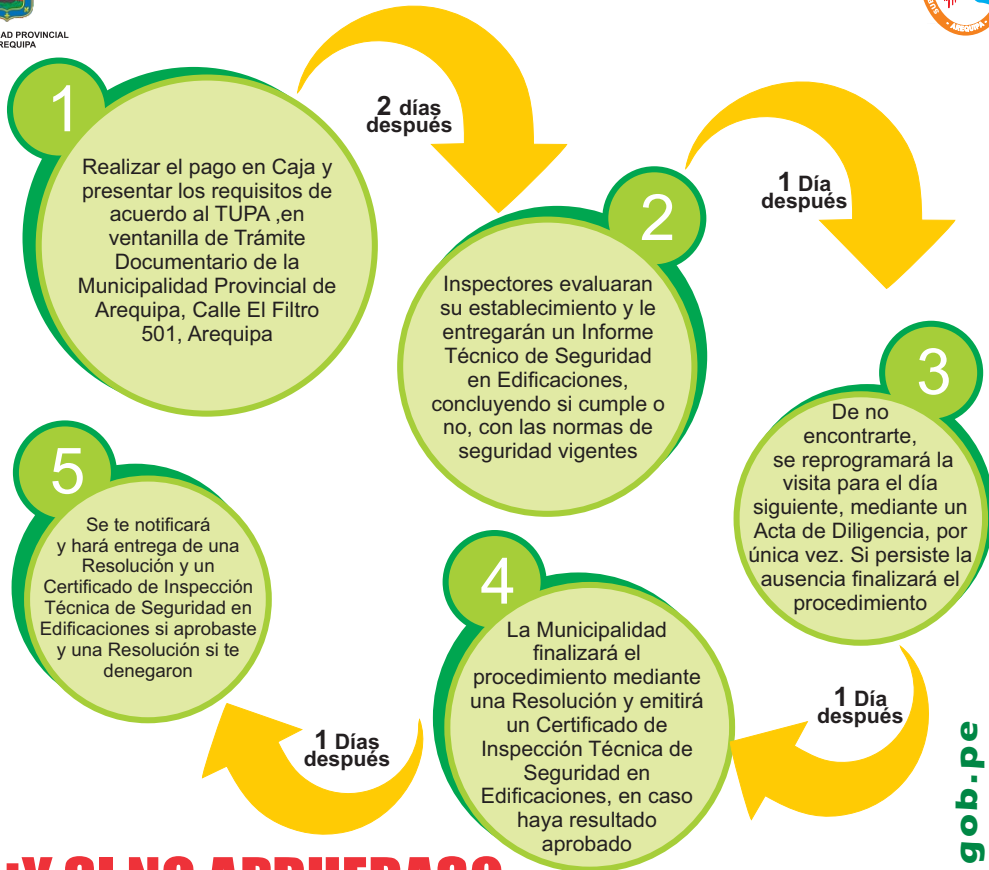 AD PROVINCIAL
REQUIPA
AREQUIPA
1
Realizar el pago en Caja y
presentar los requisitos de
acuerdo al TUPA ,en
ventanilla de Trámite
Documentario de la
Municipalidad Provincial de
Arequipa, Calle El Filtro
501, Arequipa
2 días
después
2
Inspectores evaluaran
su establecimiento y le
entregarán un Informe
Técnico de Seguridad
en Edificaciones,
concluyendo si cumple o
no, con las normas de
seguridad vigentes
1 Día
después
3
De no
encontrarte,
se reprogramará la
visita para el día
siguiente, mediante un
Acta de Diligencia, por
única vez. Si persiste la
ausencia finalizará el
procedimiento
1 Día
después
4
La Municipalidad
finalizará el
procedimiento mediante
una Resolución y emitirá
un Certificado de
Inspección Técnica de
Seguridad en
Edificaciones, en caso
haya resultado
aprobado
1 Días
después
5
Se te notificará
y hará entrega de una
Resolución y un
Certificado de Inspección
Técnica de Seguridad en
Edificaciones si aprobaste
y una Resolución si te
denegaron
gob.pe
¿Y SI NO APRUEBAS?